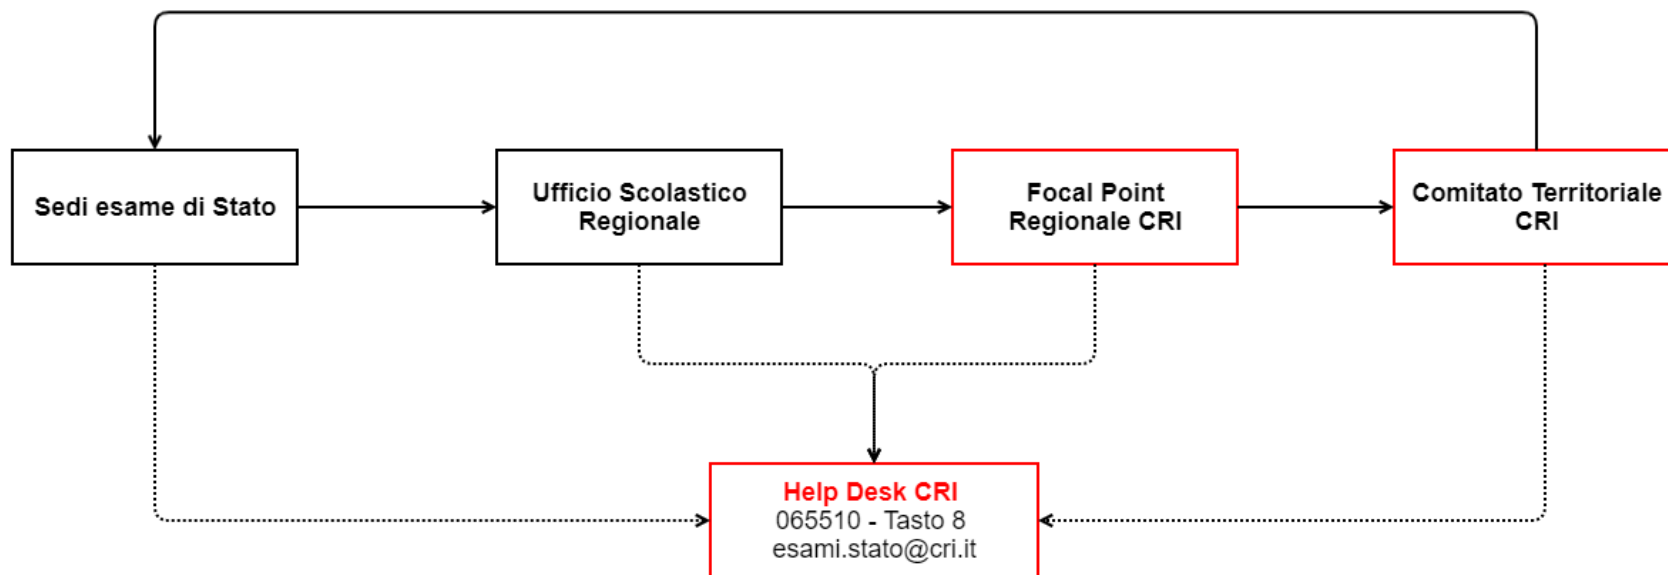 Sedi esame di Stato
Ufficio Scolastico
Regionale
Focal Point
Regionale CRI
Comitato Territoriale
CRI
Help Desk CRI
065510 - Tasto 8
esami.stato@cri.it